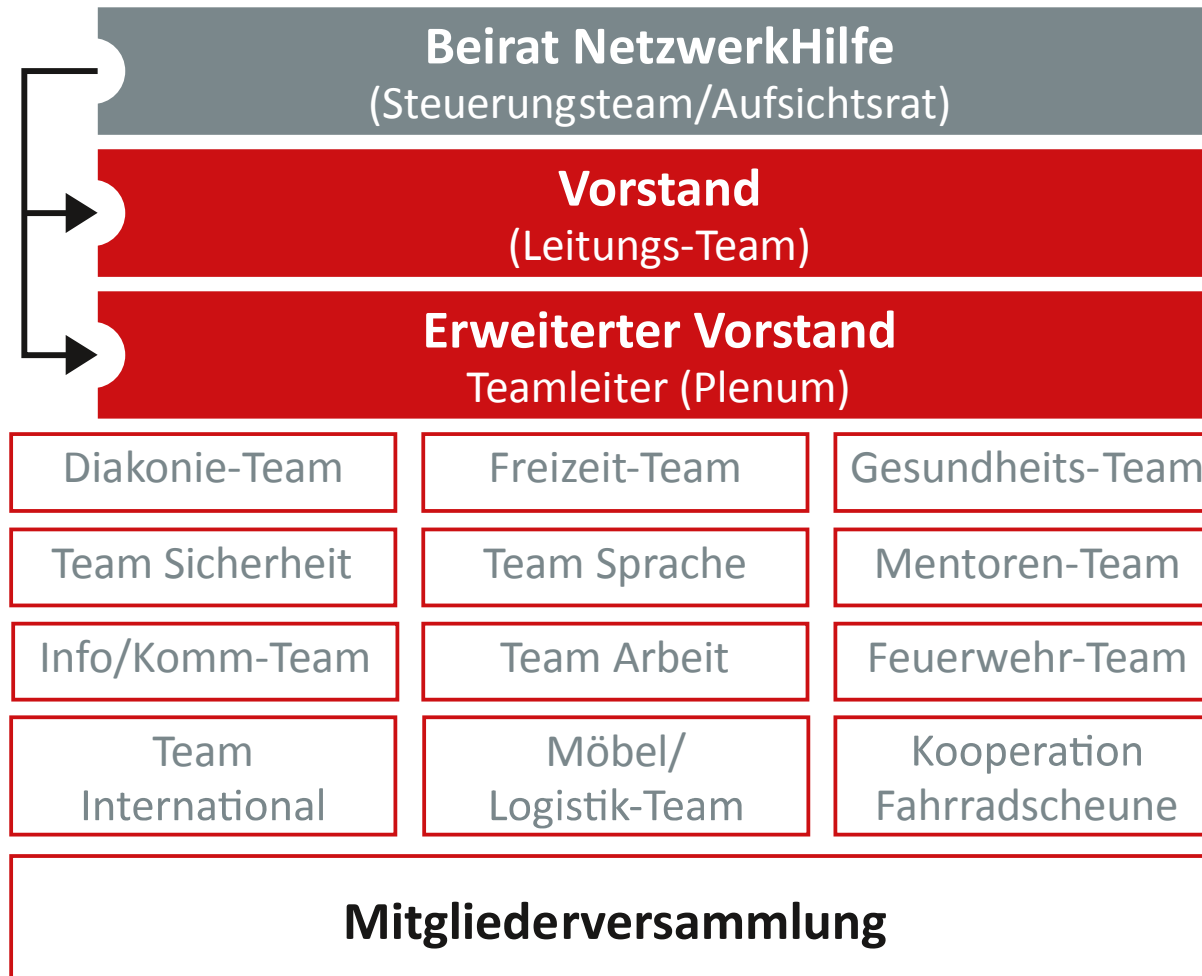 Beirat NetzwerkHilfe
(Steuerungsteam/Aufsichtsrat)
Vorstand
(Leitungs-Team)
Erweiterter Vorstand
Teamleiter (Plenum)
Diakonie-Team
Freizeit-Team
Gesundheits-Team
Team Sicherheit
Team Sprache
Mentoren-Team
Info/Komm-Team
Team Arbeit
Feuerwehr-Team
Team
International
Möbel/
Logistik-Team
Kooperation
Fahrradscheune
Mitgliederversammlung